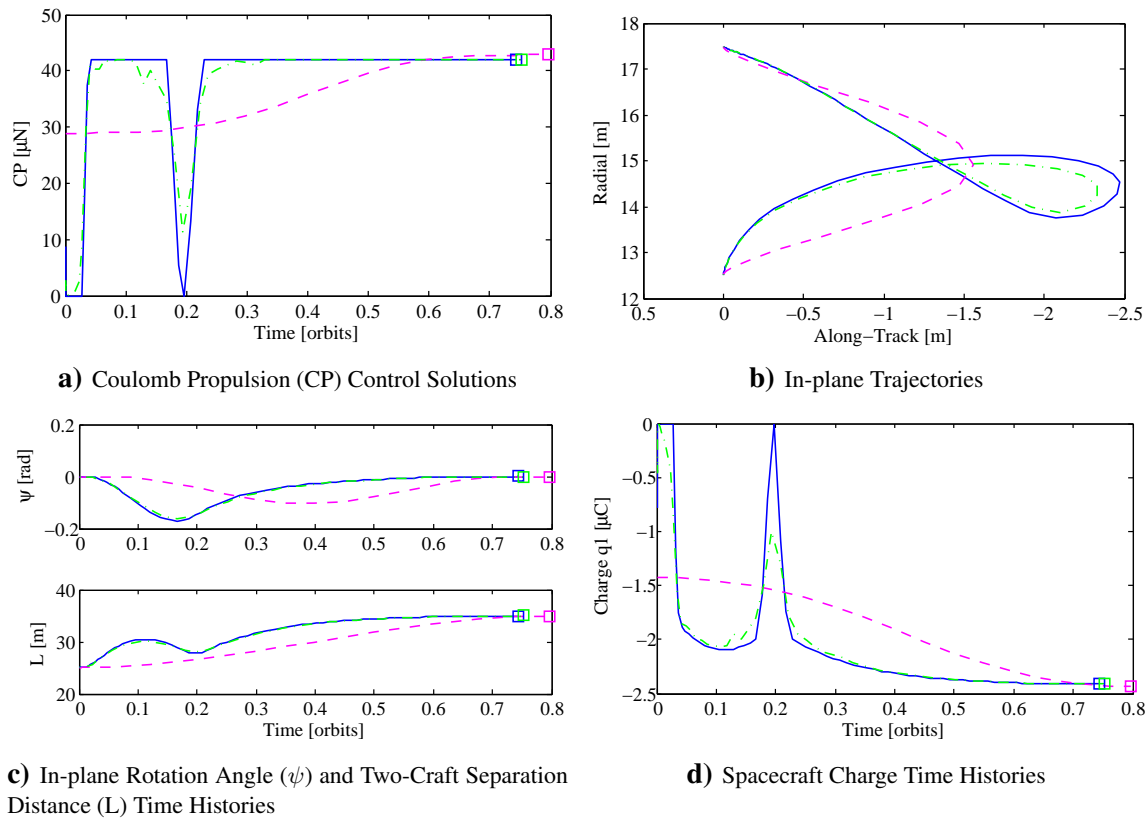 50
40
30
20
10
0
CP [μN]
0 0.1 0.2 0.3 0.4 0.5 0.6 0.7 0.8
Time [orbits]
a) Coulomb Propulsion (CP) Control Solutions
18
17
16
15
14
13
12
Radial [m]
0.5 0 −0.5 −1 −1.5 −2 −2.5
Along−Track [m]
b) In-plane Trajectories
0.2
0
−0.2
ψ [rad]
0 0.1 0.2 0.3 0.4 0.5 0.6 0.7 0.8
40
30
20
L [m]
0 0.1 0.2 0.3 0.4 0.5 0.6 0.7 0.8
Time [orbits]
c) In-plane Rotation Angle (ψ) and Two-Craft Separation
Distance (L) Time Histories
0
−0.5
−1
−1.5
−2
−2.5
Charge q1 [μC]
0 0.1 0.2 0.3 0.4 0.5 0.6 0.7 0.8
Time [orbits]
d) Spacecraft Charge Time Histories